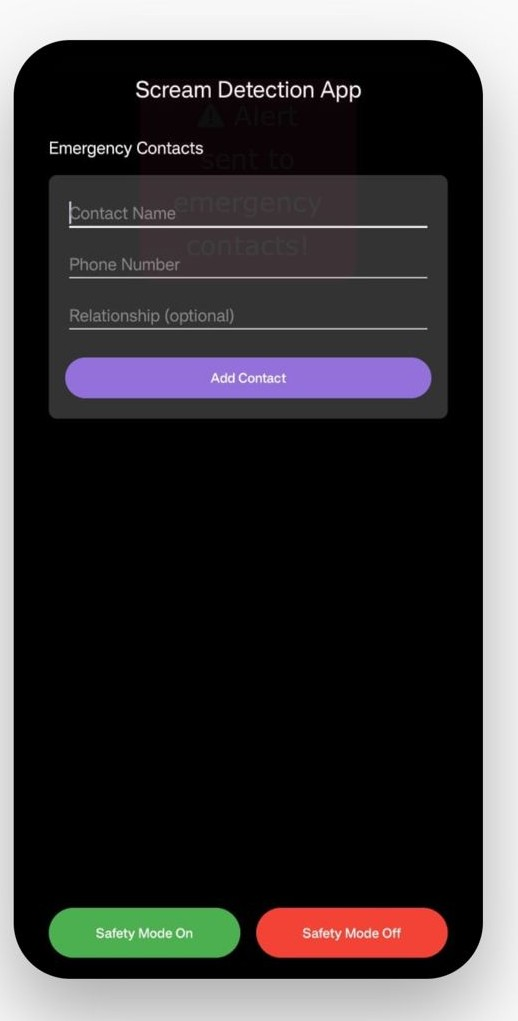 Scream Detection App
⚠ Alert
sent to
emergency
contacts!
Emergency Contacts
Contact Name
Phone Number
Relationship (optional)
Add Contact
Safety Mode On
Safety Mode Off